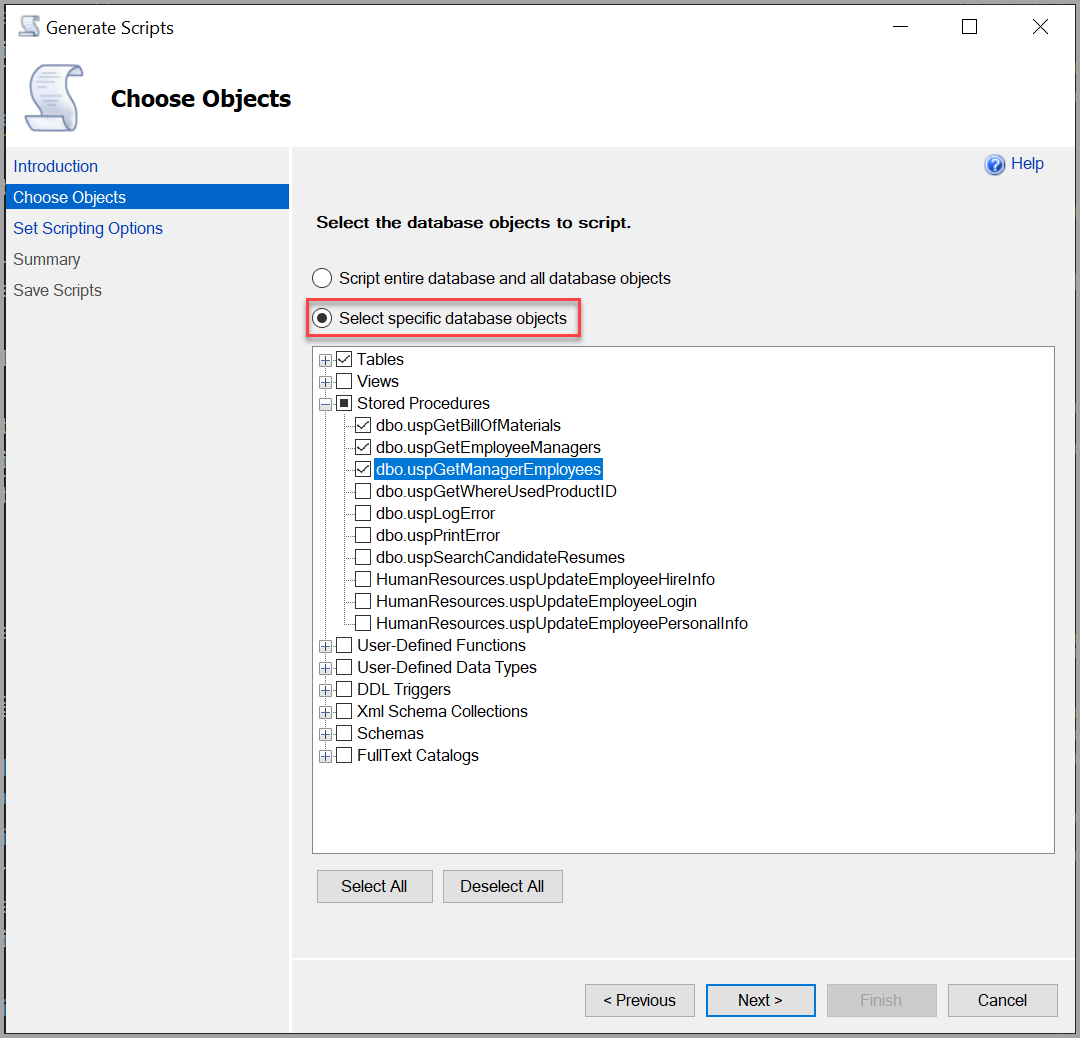 Generate Scripts
Choose Objects
Introduction
Choose Objects
Set Scripting Options
Summary
Save Scripts
Help
Select the database objects to script.
Script entire database and all database objects
Select specific database objects
Tables
Views
Stored Procedures
dbo.uspGetBillOfMaterials
dbo.uspGetEmployeeManagers
dbo.uspGetManagerEmployees
dbo.uspGetWhereUsedProductID
dbo.uspLogError
dbo.uspPrintError
dbo.uspSearchCandidateResumes
HumanResources.uspUpdateEmployeeHireInfo
HumanResources.uspUpdateEmployeeLogin
HumanResources.uspUpdateEmployeePersonalInfo
User-Defined Functions
User-Defined Data Types
DDL Triggers
Xml Schema Collections
Schemas
FullText Catalogs
Select All Deselect All
< Previous Next > Finish Cancel